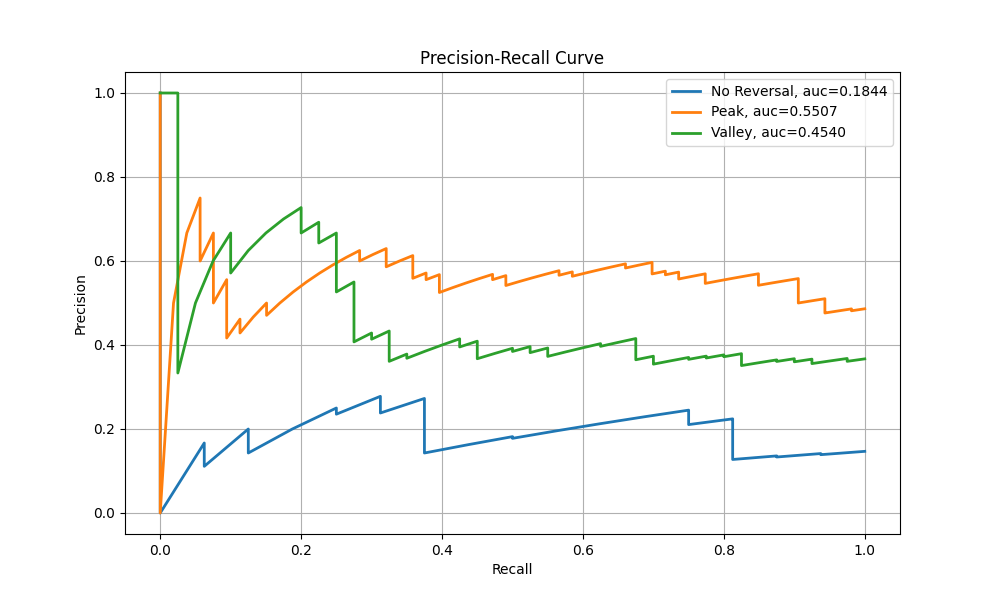 Precision-Recall Curve
No Reversal, auc=0.1844
Peak, auc=0.5507
Valley, auc=0.4540
Precision
1.0
0.8
0.6
0.4
0.2
0.0
0.0 0.2 0.4 0.6 0.8 1.0
Recall